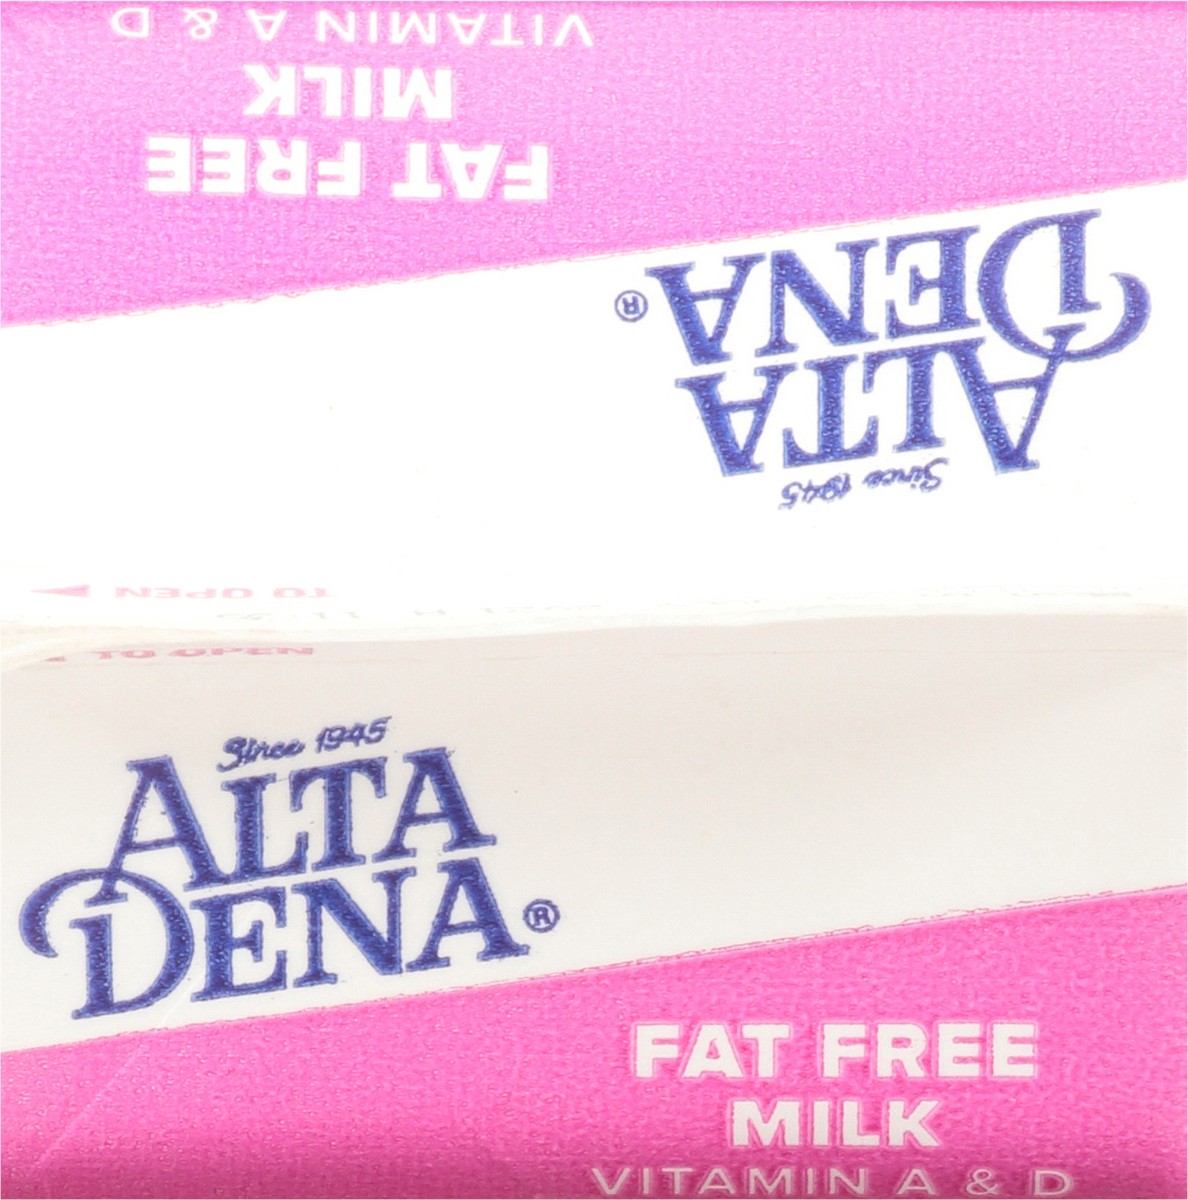 VITAMIN A & D
MILK
FAT FREE
DENA®
ALTA
Since 1945
TO OPEN
TO OPEN
Since 1945
ALTA
DENA®
FAT FREE
MILK
VITAMIN A & D